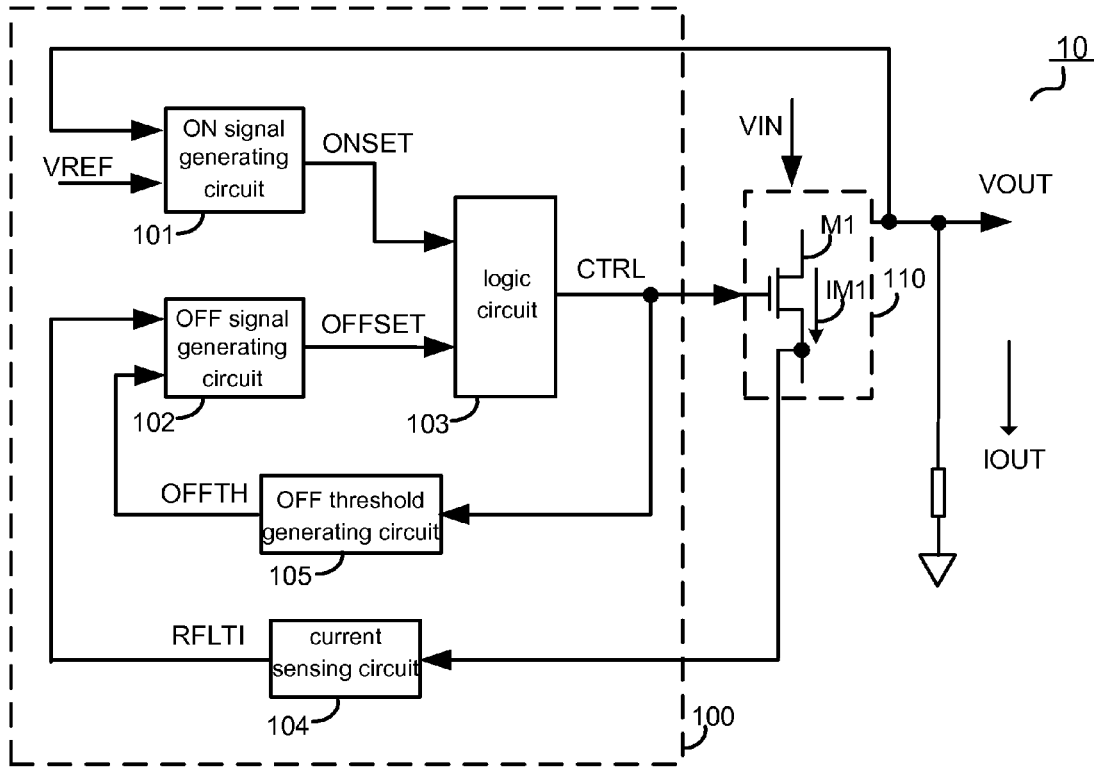 10
ON signal
generating
circuit
101
VREF
ONSET
VIN
VOUT
M1
IM1
110
logic
circuit
103
CTRL
OFF signal
generating
circuit
102
OFFSET
IOUT
OFFTH
OFF threshold
generating circuit
105
RFLTI
current
sensing circuit
104
100